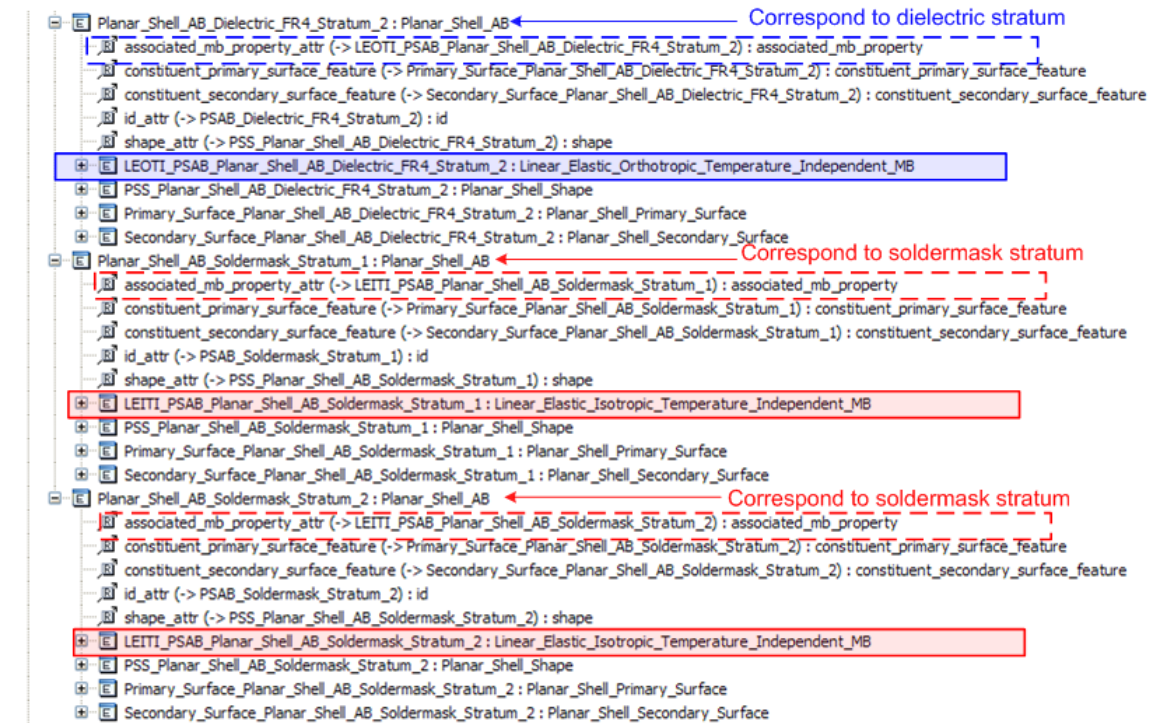 Planar_Shell_AB_Dielectric_FR4_Stratum_2 : Planar_Shell_AB Correspond to dielectric stratum
associated_mb_property_attr (-> LEOTI_PSAB_Planar_Shell_AB_Dielectric_FR4_Stratum_2) : associated_mb_property
constituent_primary_surface_feature (-> Primary_Surface_Planar_Shell_AB_Dielectric_FR4_Stratum_2) : constituent_primary_surface_feature
constituent_secondary_surface_feature (-> Secondary_Surface_Planar_Shell_AB_Dielectric_FR4_Stratum_2) : constituent_secondary_surface_feature
id_attr (-> PSAB_Dielectric_FR4_Stratum_2) : id
shape_attr (-> PSS_Planar_Shell_AB_Dielectric_FR4_Stratum_2) : shape
LEOTI_PSAB_Planar_Shell_AB_Dielectric_FR4_Stratum_2 : Linear_Elastic_Orthotropic_Temperature_Independent_MB
PSS_Planar_Shell_AB_Dielectric_FR4_Stratum_2 : Planar_Shell_Shape
Primary_Surface_Planar_Shell_AB_Dielectric_FR4_Stratum_2 : Planar_Shell_Primary_Surface
Secondary_Surface_Planar_Shell_AB_Dielectric_FR4_Stratum_2 : Planar_Shell_Secondary_Surface
Planar_Shell_AB_Soldermask_Stratum_1 : Planar_Shell_AB Correspond to soldermask stratum
associated_mb_property_attr (-> LEITI_PSAB_Planar_Shell_AB_Soldermask_Stratum_1) : associated_mb_property
constituent_primary_surface_feature (-> Primary_Surface_Planar_Shell_AB_Soldermask_Stratum_1) : constituent_primary_surface_feature
constituent_secondary_surface_feature (-> Secondary_Surface_Planar_Shell_AB_Soldermask_Stratum_1) : constituent_secondary_surface_feature
id_attr (-> PSAB_Soldermask_Stratum_1) : id
shape_attr (-> PSS_Planar_Shell_AB_Soldermask_Stratum_1) : shape
LEITI_PSAB_Planar_Shell_AB_Soldermask_Stratum_1 : Linear_Elastic_Isotropic_Temperature_Independent_MB
PSS_Planar_Shell_AB_Soldermask_Stratum_1 : Planar_Shell_Shape
Primary_Surface_Planar_Shell_AB_Soldermask_Stratum_1 : Planar_Shell_Primary_Surface
Secondary_Surface_Planar_Shell_AB_Soldermask_Stratum_1 : Planar_Shell_Secondary_Surface
Planar_Shell_AB_Soldermask_Stratum_2 : Planar_Shell_AB Correspond to soldermask stratum
associated_mb_property_attr (-> LEITI_PSAB_Planar_Shell_AB_Soldermask_Stratum_2) : associated_mb_property
constituent_primary_surface_feature (-> Primary_Surface_Planar_Shell_AB_Soldermask_Stratum_2) : constituent_primary_surface_feature
constituent_secondary_surface_feature (-> Secondary_Surface_Planar_Shell_AB_Soldermask_Stratum_2) : constituent_secondary_surface_feature
id_attr (-> PSAB_Soldermask_Stratum_2) : id
shape_attr (-> PSS_Planar_Shell_AB_Soldermask_Stratum_2) : shape
LEITI_PSAB_Planar_Shell_AB_Soldermask_Stratum_2 : Linear_Elastic_Isotropic_Temperature_Independent_MB
PSS_Planar_Shell_AB_Soldermask_Stratum_2 : Planar_Shell_Shape
Primary_Surface_Planar_Shell_AB_Soldermask_Stratum_2 : Planar_Shell_Primary_Surface
Secondary_Surface_Planar_Shell_AB_Soldermask_Stratum_2 : Planar_Shell_Secondary_Surface